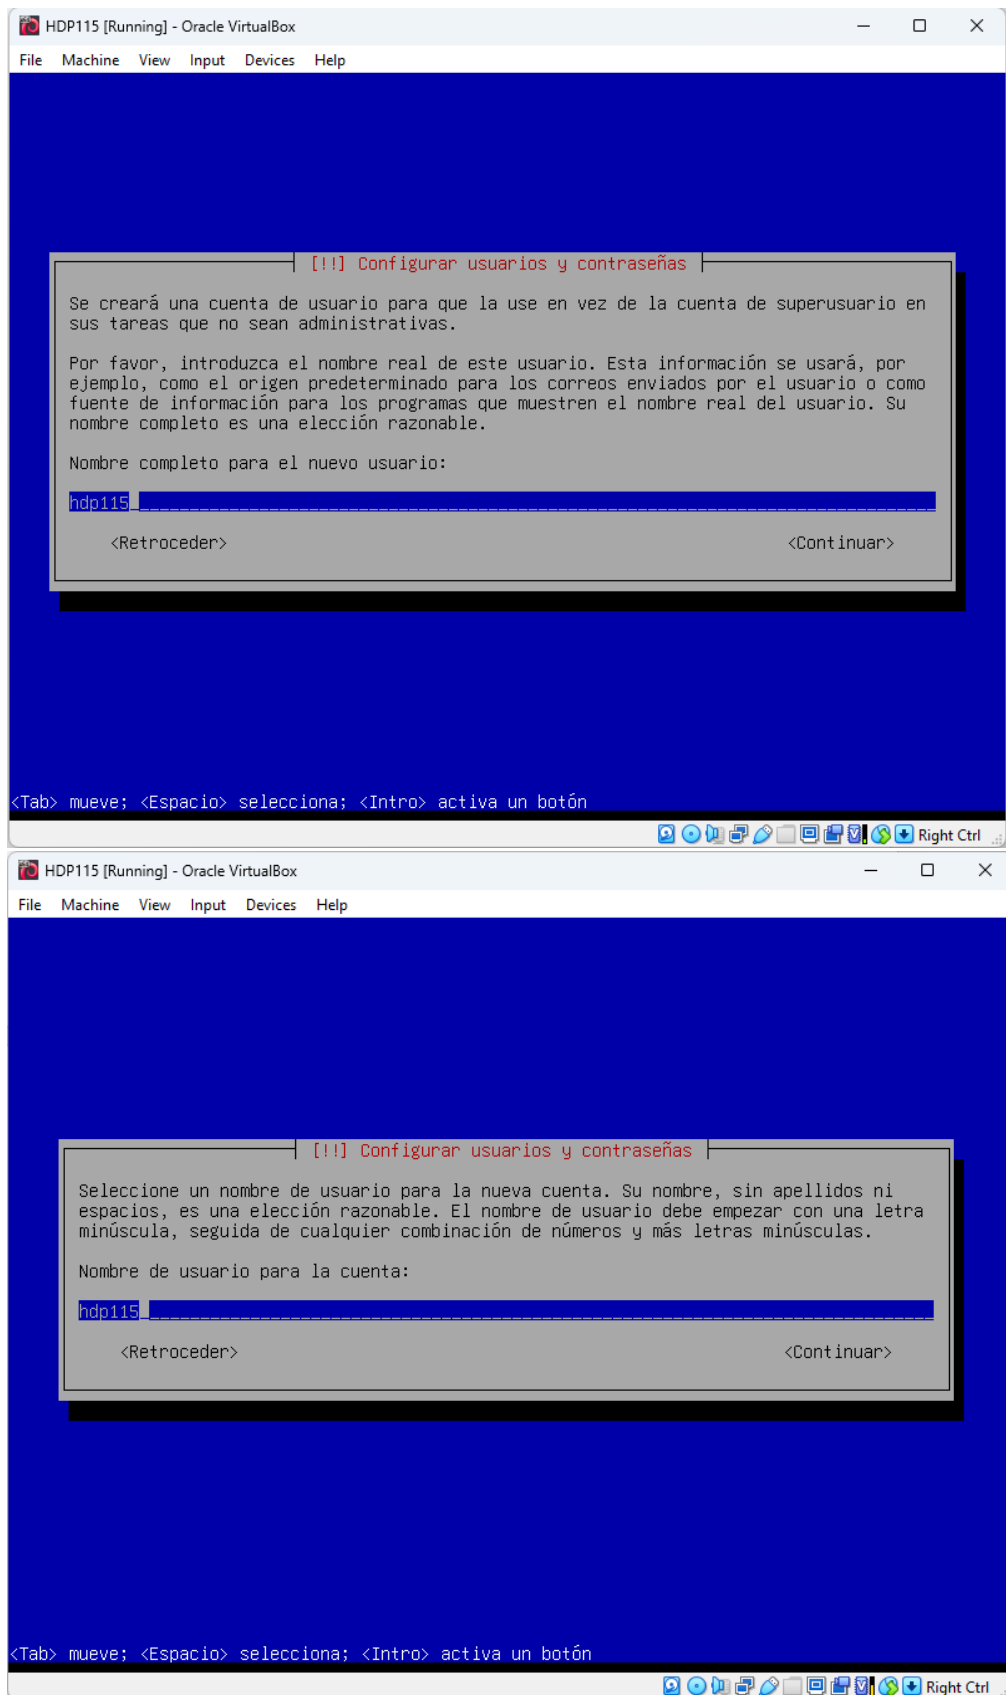 HDP115 [Running] - Oracle VirtualBox
File Machine View Input Devices Help
[!!] Configurar usuarios y contraseñas
Se creará una cuenta de usuario para que la use en vez de la cuenta de superusuario en
sus tareas que no sean administrativas.
Por favor, introduzca el nombre real de este usuario. Esta información se usará, por
ejemplo, como el origen predeterminado para los correos enviados por el usuario o como
fuente de información para los programas que muestren el nombre real del usuario. Su
nombre completo es una elección razonable.
Nombre completo para el nuevo usuario:
hdp115
<Retroceder> <Continuar>
<Tab> mueve; <Espacio> selecciona; <Intro> activa un botón
Right Ctrl
HDP115 [Running] - Oracle VirtualBox
File Machine View Input Devices Help
[!!] Configurar usuarios y contraseñas
Seleccione un nombre de usuario para la nueva cuenta. Su nombre, sin apellidos ni
espacios, es una elección razonable. El nombre de usuario debe empezar con una letra
minúscula, seguida de cualquier combinación de números y más letras minúsculas.
Nombre de usuario para la cuenta:
hdp115
<Retroceder> <Continuar>
<Tab> mueve; <Espacio> selecciona; <Intro> activa un botón
Right Ctrl